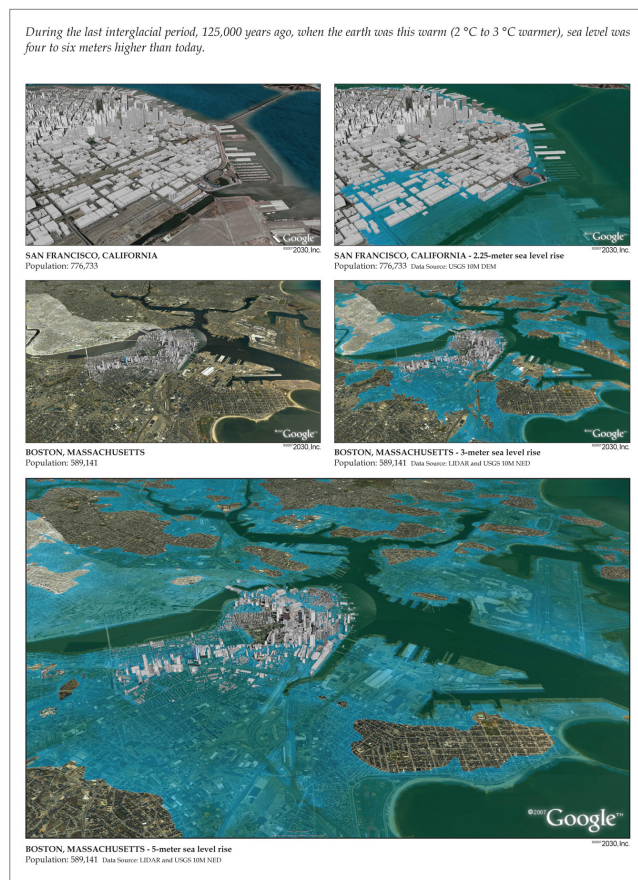 During the last interglacial period, 125,000 years ago, when the earth was this warm (2 °C to 3 °C warmer), sea level was
four to six meters higher than today.
Google
©2007 2030, Inc.
SAN FRANCISCO, CALIFORNIA
Population: 776,733
Google
©2007 2030, Inc.
SAN FRANCISCO, CALIFORNIA - 2.25-meter sea level rise
Population: 776,733 Data Source: USGS 10M DEM
Google
©2007 2030, Inc.
BOSTON, MASSACHUSETTS
Population: 589,141
Google
©2007 2030, Inc.
BOSTON, MASSACHUSETTS - 3-meter sea level rise
Population: 589,141 Data Source: LIDAR and USGS 10M NED
©2007 Google™
©2007 2030, Inc.
BOSTON, MASSACHUSETTS - 5-meter sea level rise
Population: 589,141 Data Source: LIDAR and USGS 10M NED